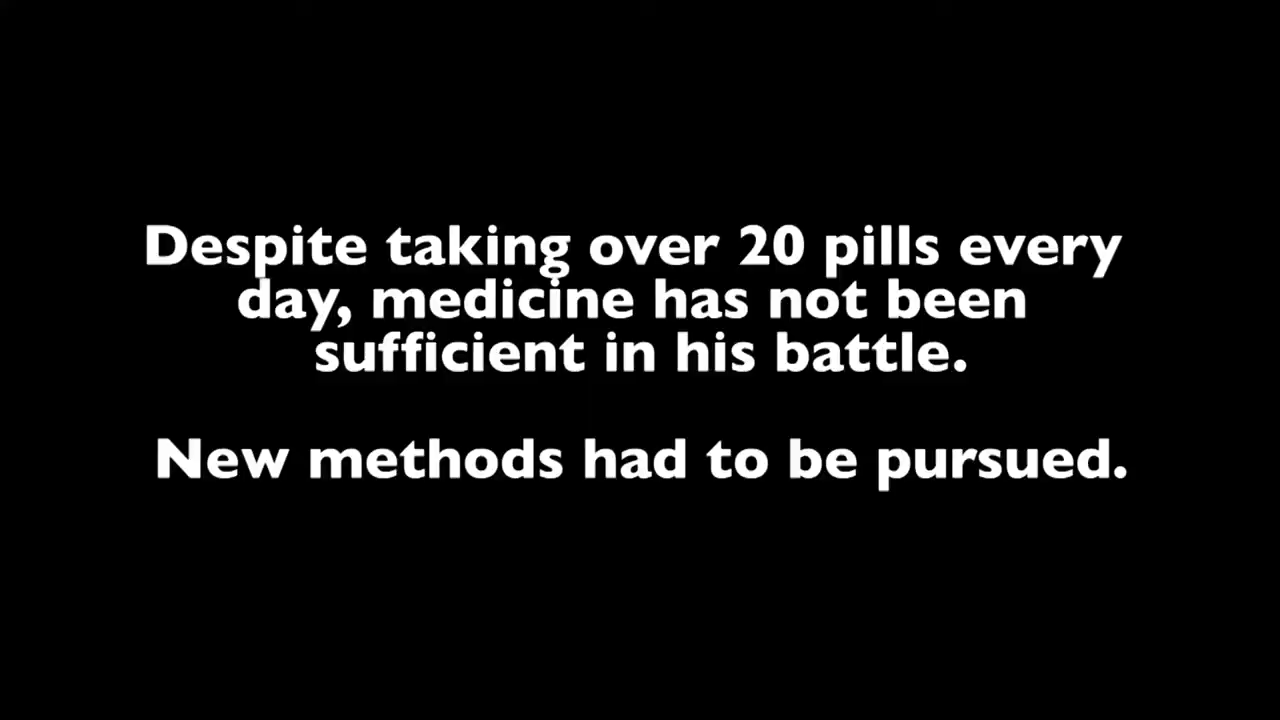 Despite taking over 20 pills every
day, medicine has not been
sufficient in his battle.
New methods had to be pursued.